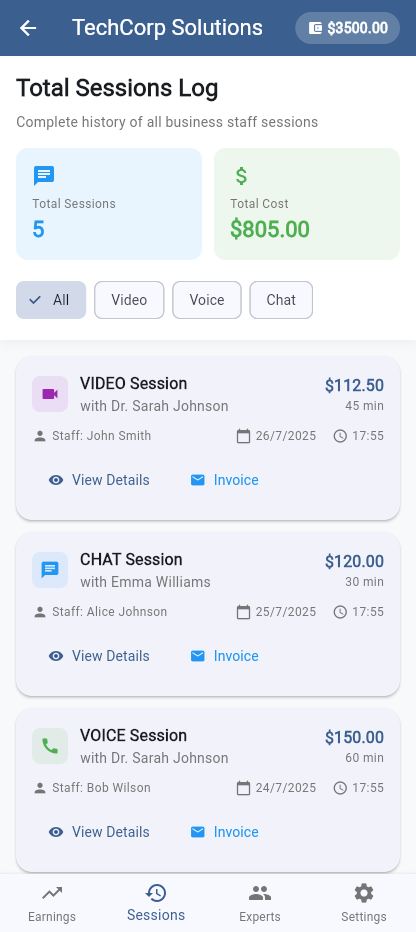 TechCorp Solutions
$3500.00
Total Sessions Log
Complete history of all business staff sessions
Total Sessions
5
$
Total Cost
$805.00
All
Video
Voice
Chat
VIDEO Session
$112.50
with Dr. Sarah Johnson
45 min
Staff: John Smith
26/7/2025
17:55
View Details
Invoice
CHAT Session
$120.00
with Emma Williams
30 min
Staff: Alice Johnson
25/7/2025
17:55
View Details
Invoice
VOICE Session
$150.00
with Dr. Sarah Johnson
60 min
Staff: Bob Wilson
24/7/2025
17:55
View Details
Invoice
Earnings
Sessions
Experts
Settings